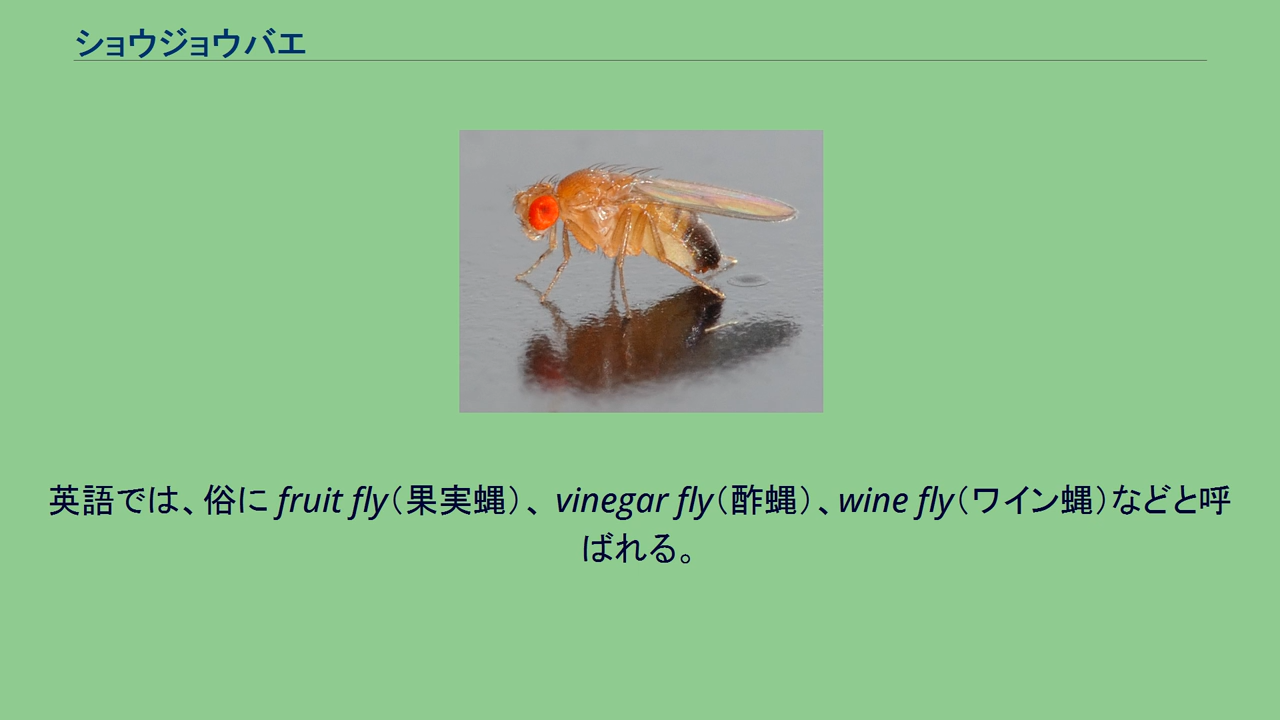 ショウジョウバエ
英語では、俗に fruit fly（果実蝿）、 vinegar fly（酢蝿）、wine fly（ワイン蝿）などと呼
ばれる。